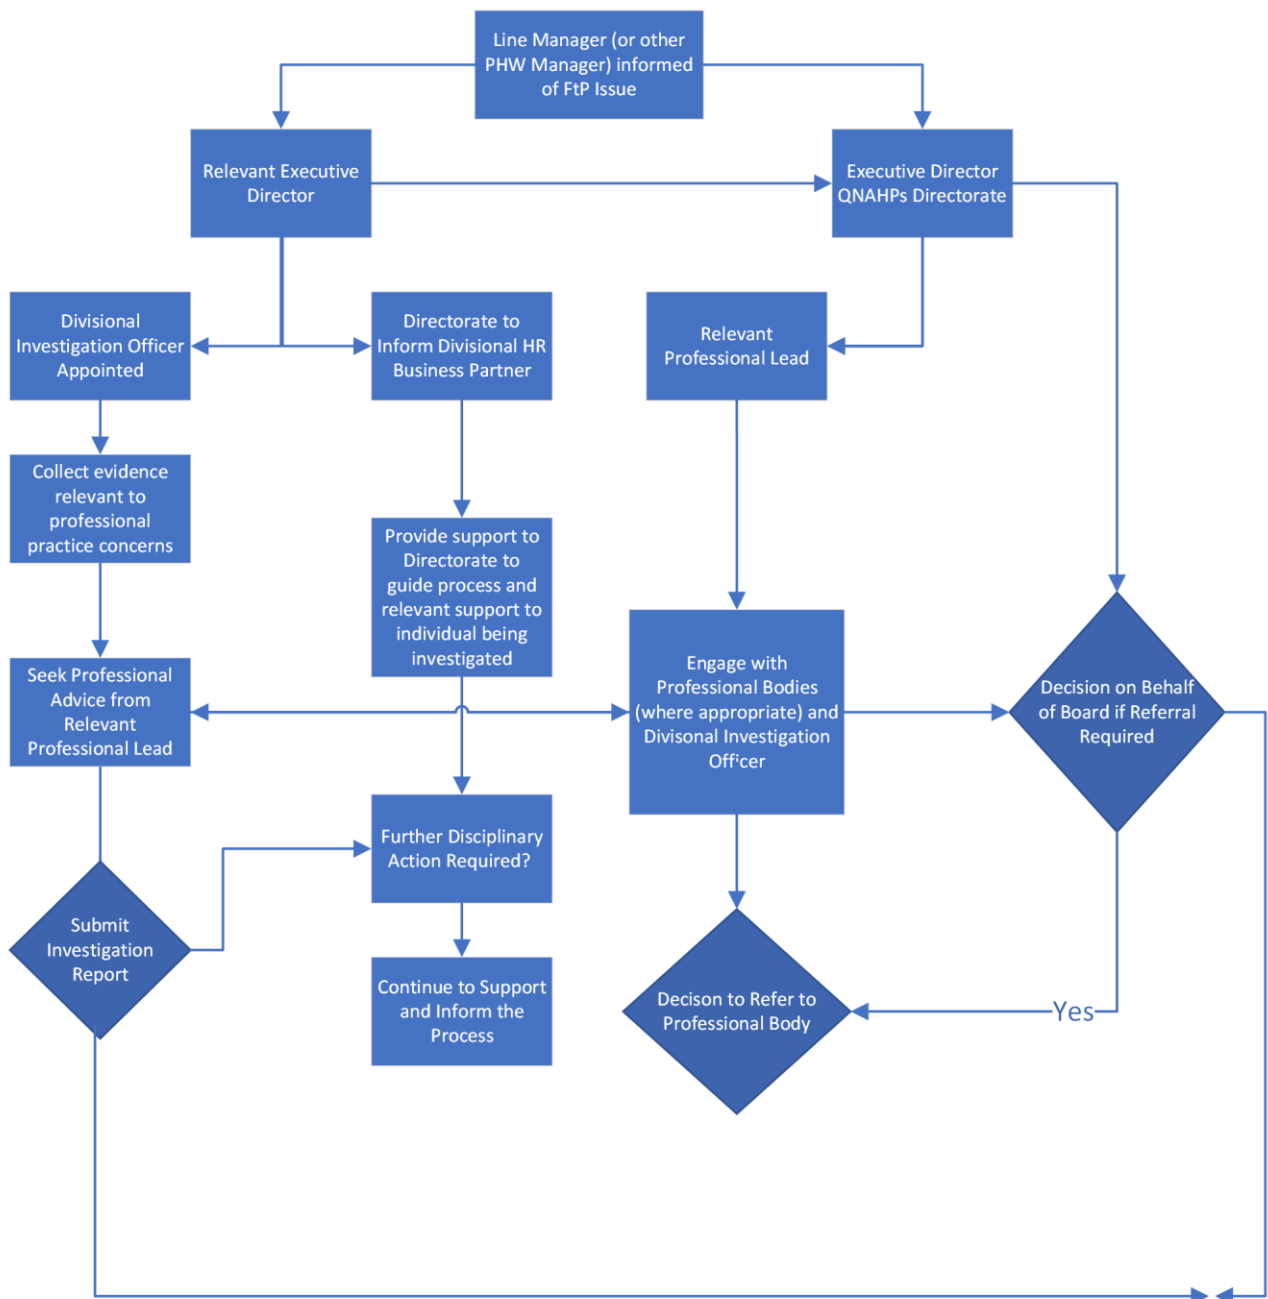 Line Manager (or other
PHW Manager) informed
of FtP Issue
Relevant Executive
Director
Executive Director
QNAHPs Directorate
Divisional
Investigation Officer
Appointed
Directorate to
Inform Divisional HR
Business Partner
Relevant
Professional Lead
Collect evidence
relevant to
professional
practice concerns
Provide support to
Directorate to
guide process and
relevant support to
individual being
investigated
Seek Professional
Advice from
Relevant
Professional Lead
Engage with
Professional Bodies
(where appropriate) and
Divisonal Investigation
Officer
Decision on Behalf
of Board if Referral
Required
Further Disciplinary
Action Required?
Submit
Investigation
Report
Continue to Support
and Inform the
Process
Decison to Refer to
Professional Body
Yes